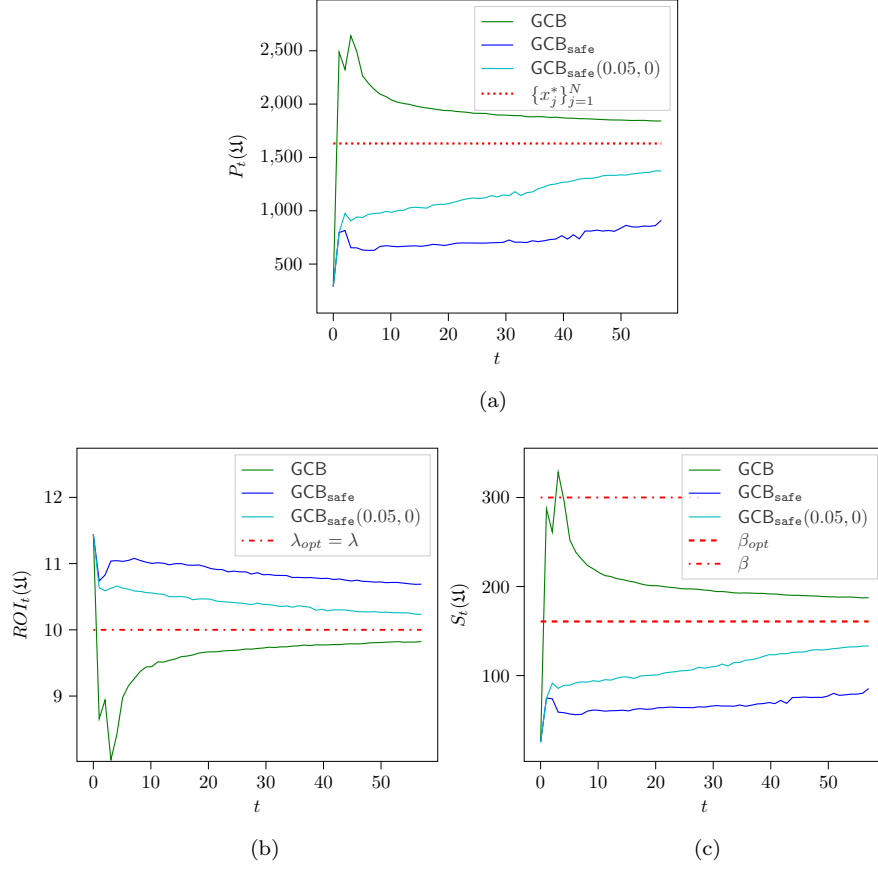 GCB
GCB_safe
GCB_safe(0.05, 0)
{x_j^*}_{j=1}^N
2,500
2,000
1,500
1,000
500
P_t(𝔘)
0 10 20 30 40 50
t
(a)
GCB
GCB_safe
GCB_safe(0.05, 0)
λ_opt = λ
12
11
10
9
ROI_t(𝔘)
0 10 20 30 40 50
t
(b)
GCB
GCB_safe
GCB_safe(0.05, 0)
β_opt
β
300
200
100
S_t(𝔘)
0 10 20 30 40 50
t
(c)